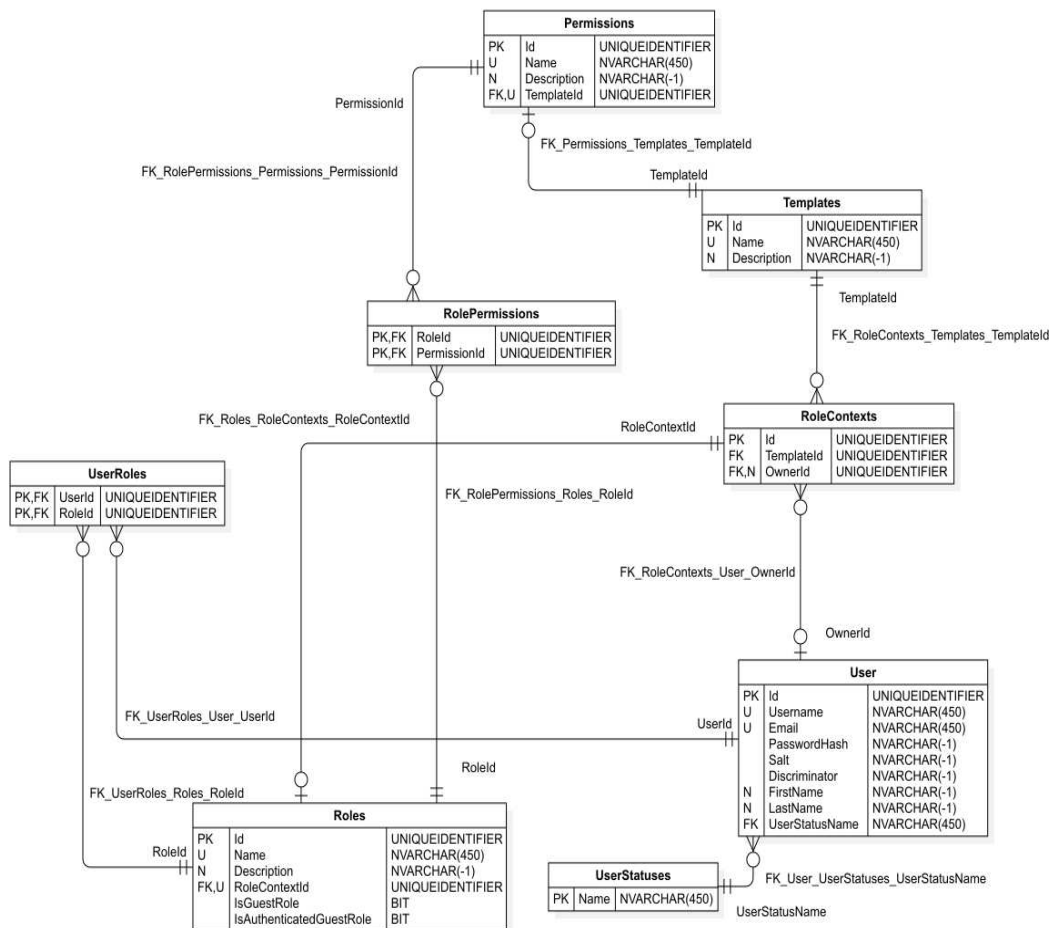 Permissions
PK Id UNIQUEIDENTIFIER
U Name NVARCHAR(450)
N Description NVARCHAR(-1)
FK,U TemplateId UNIQUEIDENTIFIER
PermissionId
FK_Permissions_Templates_TemplateId
FK_RolePermissions_Permissions_PermissionId
TemplateId
Templates
PK Id UNIQUEIDENTIFIER
U Name NVARCHAR(450)
N Description NVARCHAR(-1)
TemplateId
FK_RoleContexts_Templates_TemplateId
RolePermissions
PK,FK RoleId UNIQUEIDENTIFIER
PK,FK PermissionId UNIQUEIDENTIFIER
FK_Roles_RoleContexts_RoleContextId
RoleContextId
RoleContexts
PK Id UNIQUEIDENTIFIER
FK TemplateId UNIQUEIDENTIFIER
FK,N OwnerId UNIQUEIDENTIFIER
UserRoles
PK,FK UserId UNIQUEIDENTIFIER
PK,FK RoleId UNIQUEIDENTIFIER
FK_RolePermissions_Roles_RoleId
FK_RoleContexts_User_OwnerId
OwnerId
User
PK Id UNIQUEIDENTIFIER
U Username NVARCHAR(450)
U Email NVARCHAR(450)
PasswordHash NVARCHAR(-1)
Salt NVARCHAR(-1)
Discriminator NVARCHAR(-1)
N FirstName NVARCHAR(-1)
N LastName NVARCHAR(-1)
FK UserStatusName NVARCHAR(450)
FK_UserRoles_User_UserId
UserId
RoleId
FK_UserRoles_Roles_RoleId
RoleId
Roles
PK Id UNIQUEIDENTIFIER
U Name NVARCHAR(450)
N Description NVARCHAR(-1)
FK,U RoleContextId UNIQUEIDENTIFIER
IsGuestRole BIT
IsAuthenticatedGuestRole BIT
UserStatuses
PK Name NVARCHAR(450)
FK_User_UserStatuses_UserStatusName
UserStatusName